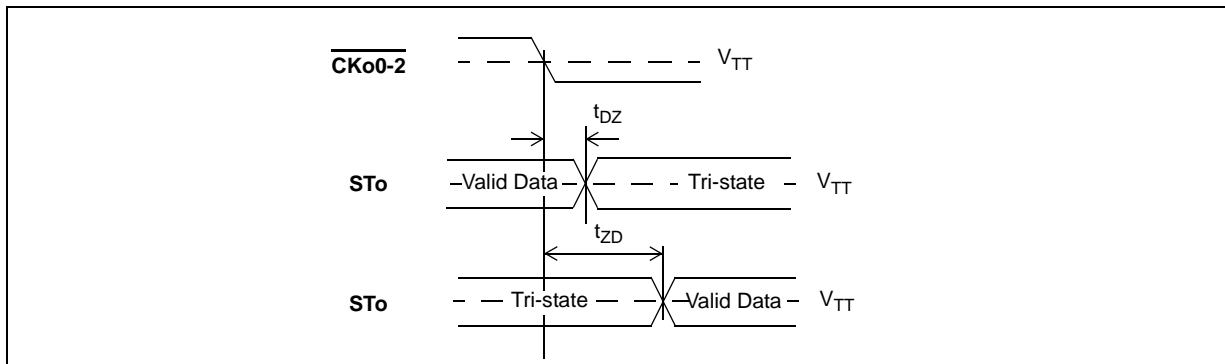 CKo0-2
V_TT
t_DZ
STo
Valid Data
Tri-state
V_TT
t_ZD
STo
Tri-state
Valid Data
V_TT